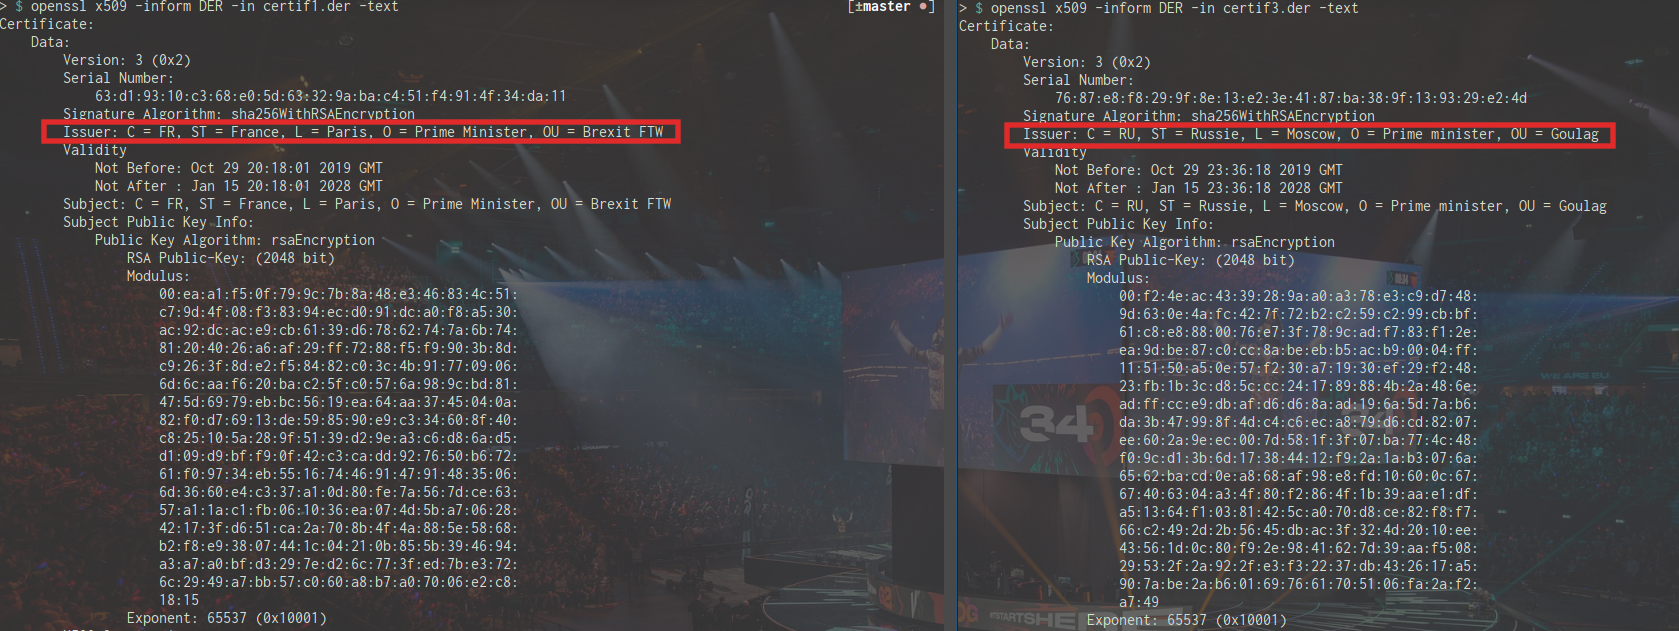 > $ openssl x509 -inform DER -in certif1.der -text
[±master ●]
Certificate:
Data:
Version: 3 (0x2)
Serial Number:
63:d1:93:10:c3:68:e0:5d:63:32:9a:ba:c4:51:f4:91:4f:34:da:11
Signature Algorithm: sha256WithRSAEncryption
Issuer: C = FR, ST = France, L = Paris, O = Prime Minister, OU = Brexit FTW
Validity
Not Before: Oct 29 20:18:01 2019 GMT
Not After : Jan 15 20:18:01 2028 GMT
Subject: C = FR, ST = France, L = Paris, O = Prime Minister, OU = Brexit FTW
Subject Public Key Info:
Public Key Algorithm: rsaEncryption
RSA Public-Key: (2048 bit)
Modulus:
00:ea:a1:f5:0f:79:9c:7b:8a:48:e3:46:83:4c:51:
c7:9d:4f:08:f3:83:94:ec:d0:91:dc:a0:f8:a5:30:
ac:92:dc:ac:e9:cb:61:39:d6:78:62:74:7a:6b:74:
81:20:40:26:a6:af:29:ff:72:88:f5:f9:90:3b:8d:
c9:26:3f:8d:e2:f5:84:82:c0:3c:4b:91:77:09:06:
6d:6c:aa:f6:20:ba:c2:5f:c0:57:6a:98:9c:bd:81:
47:5d:69:79:eb:bc:56:19:ea:64:aa:37:45:04:0a:
82:f0:d7:69:13:de:59:85:90:e9:c3:34:60:8f:40:
c8:25:10:5a:28:9f:51:39:d2:9e:a3:c6:d8:6a:d5:
d1:09:d9:bf:f9:0f:42:c3:ca:dd:92:76:50:b6:72:
61:f0:97:34:eb:55:16:74:46:91:47:91:48:35:06:
6d:36:60:e4:c3:37:a1:0d:80:fe:7a:56:7d:ce:63:
57:a1:1a:c1:fb:06:10:36:ea:07:4d:5b:a7:06:28:
42:17:3f:d6:51:ca:2a:70:8b:4f:4a:88:5e:58:68:
b2:f8:e9:38:07:44:1c:04:21:0b:85:5b:39:46:94:
a3:a7:a0:bf:d3:29:7e:d2:6c:77:3f:ed:7b:e3:72:
6c:29:49:a7:bb:57:c0:60:a8:b7:a0:70:06:e2:c8:
18:15
Exponent: 65537 (0x10001)
> $ openssl x509 -inform DER -in certif3.der -text
Certificate:
Data:
Version: 3 (0x2)
Serial Number:
76:87:e8:f8:29:9f:8e:13:e2:3e:41:87:ba:38:9f:13:93:29:e2:4d
Signature Algorithm: sha256WithRSAEncryption
Issuer: C = RU, ST = Russie, L = Moscow, O = Prime minister, OU = Goulag
Validity
Not Before: Oct 29 23:36:18 2019 GMT
Not After : Jan 15 23:36:18 2028 GMT
Subject: C = RU, ST = Russie, L = Moscow, O = Prime minister, OU = Goulag
Subject Public Key Info:
Public Key Algorithm: rsaEncryption
RSA Public-Key: (2048 bit)
Modulus:
00:f2:4e:ac:43:39:28:9a:a0:a3:78:e3:c9:d7:48:
9d:63:0e:4a:fc:42:7f:72:b2:c2:59:c2:99:cb:bf:
61:c8:e8:88:00:76:e7:3f:78:9c:ad:f7:83:f1:2e:
ea:9d:be:87:c0:cc:8a:be:eb:b5:ac:b9:00:04:ff:
11:51:50:a5:0e:57:f2:30:a7:19:30:ef:29:f2:48:
23:fb:1b:3c:d8:5c:cc:24:17:89:88:4b:2a:48:6e:
ad:ff:cc:e9:db:af:d6:d6:8a:ad:19:6a:5d:7a:b6:
da:3b:47:99:8f:4d:c4:c6:ec:a8:79:d6:cd:82:07:
ee:60:2a:9e:ec:00:7d:58:1f:3f:07:ba:77:4c:48:
f0:9c:d1:3b:6d:17:38:44:12:f9:2a:1a:b3:07:6a:
65:62:ba:cd:0e:a8:68:af:98:e8:fd:10:60:0c:67:
67:40:63:04:a3:4f:80:f2:86:4f:1b:39:aa:e1:df:
a5:13:64:f1:03:81:42:5c:a0:70:d8:ce:82:f8:f7:
66:c2:49:2d:2b:56:45:db:ac:3f:32:4d:20:10:ee:
43:56:1d:0c:80:f9:2e:98:41:62:7d:39:aa:f5:08:
29:53:2f:2a:92:2f:e3:f3:22:37:db:43:26:17:a5:
90:7a:be:2a:b6:01:69:76:61:70:51:06:fa:2a:f2:
a7:49
Exponent: 65537 (0x10001)
34
WE ARE EU